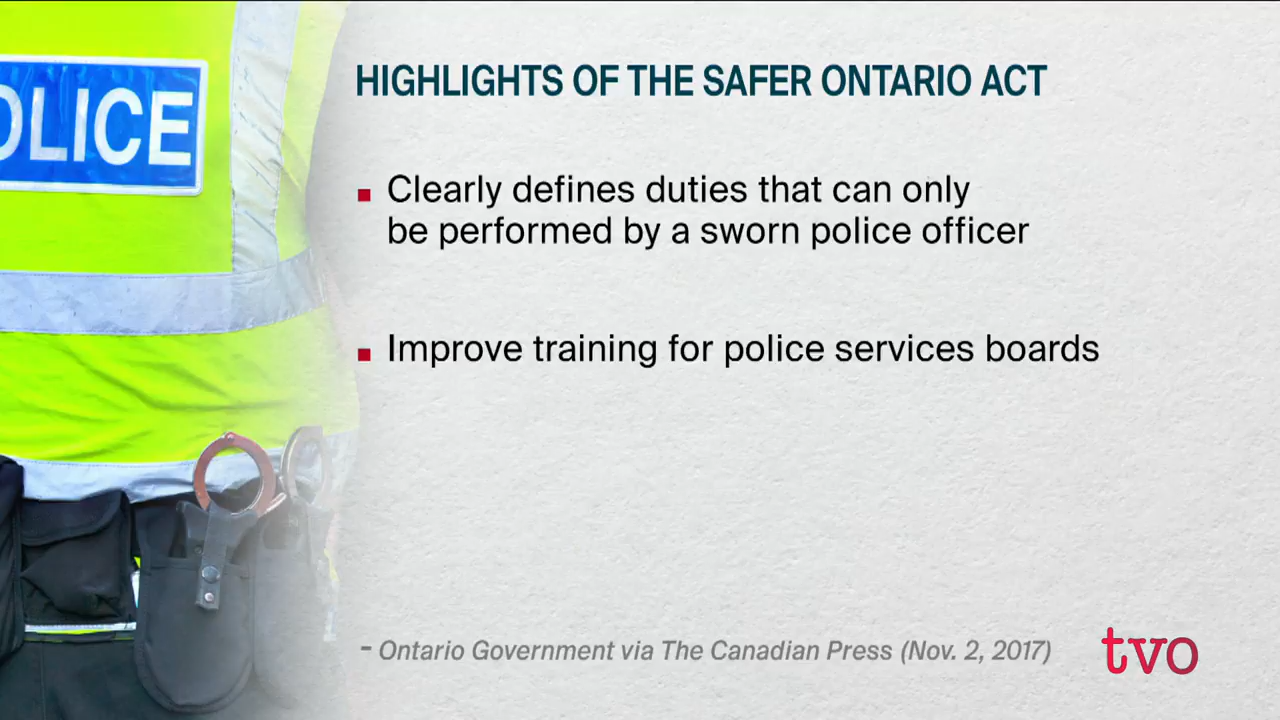 OLICE
HIGHLIGHTS OF THE SAFER ONTARIO ACT
▪ Clearly defines duties that can only
be performed by a sworn police officer
▪ Improve training for police services boards
- Ontario Government via The Canadian Press (Nov. 2, 2017)
tvo